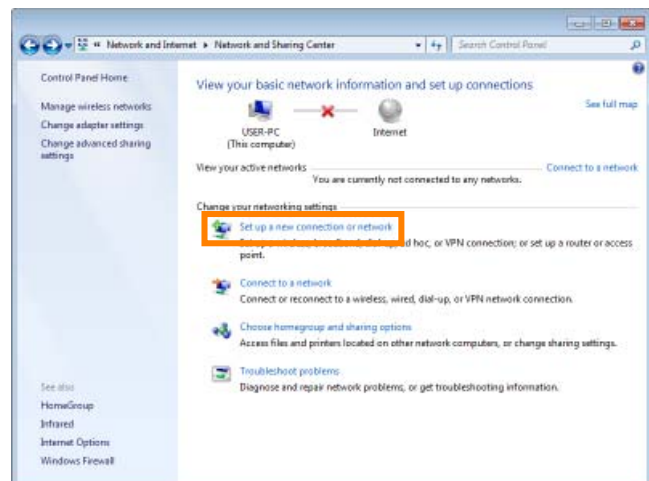 « Network and Internet ▸ Network and Sharing Center
Search Control Panel
Control Panel Home
Manage wireless networks
Change adapter settings
Change advanced sharing
settings
See also
HomeGroup
Infrared
Internet Options
Windows Firewall
View your basic network information and set up connections
See full map
USER-PC
(This computer)
Internet
View your active networks
Connect to a network
You are currently not connected to any networks.
Change your networking settings
Set up a new connection or network
ad hoc, or VPN connection; or set up a router or access
point.
Connect to a network
Connect or reconnect to a wireless, wired, dial-up, or VPN network connection.
Choose homegroup and sharing options
Access files and printers located on other network computers, or change sharing settings.
Troubleshoot problems
Diagnose and repair network problems, or get troubleshooting information.